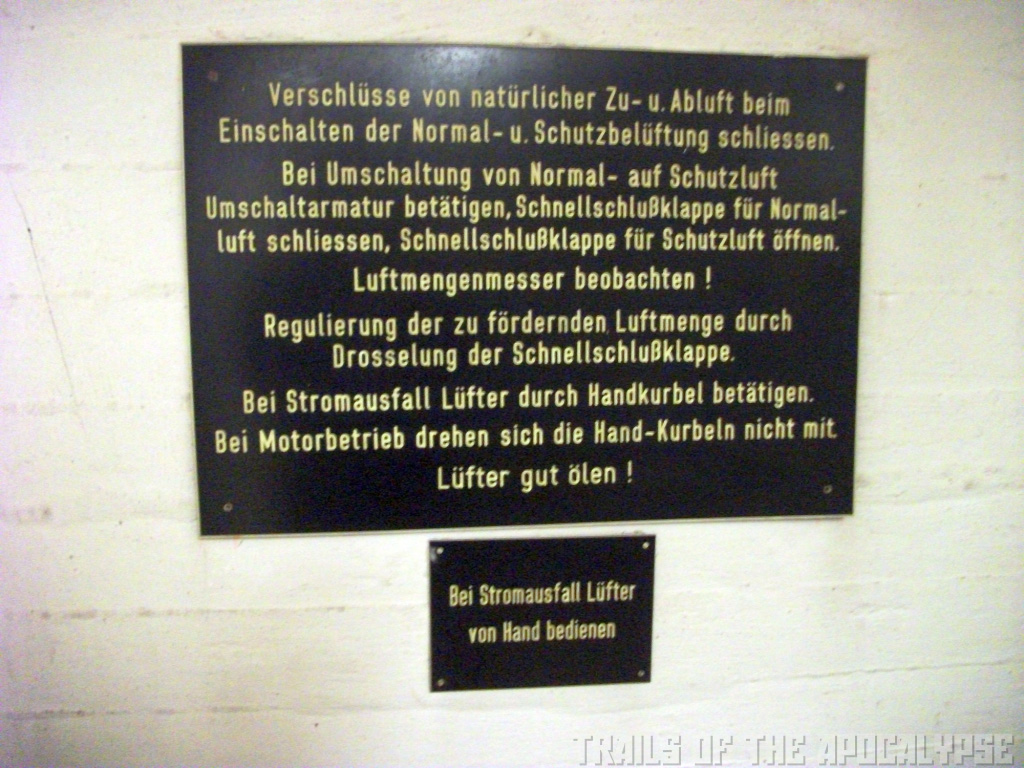 Verschlüsse von natürlicher Zu- u. Abluft beim
Einschalten der Normal- u. Schutzbelüftung schliessen.
Bei Umschaltung von Normal- auf Schutzluft
Umschaltarmatur betätigen, Schnellschlußklappe für Normal-
luft schliessen, Schnellschlußklappe für Schutzluft öffnen.
Luftmengenmesser beobachten !
Regulierung der zu fördernden Luftmenge durch
Drosselung der Schnellschlußklappe.
Bei Stromausfall Lüfter durch Handkurbel betätigen.
Bei Motorbetrieb drehen sich die Hand-Kurbeln nicht mit.
Lüfter gut ölen !
Bei Stromausfall Lüfter
von Hand bedienen
TRAILS OF THE APOCALYPSE